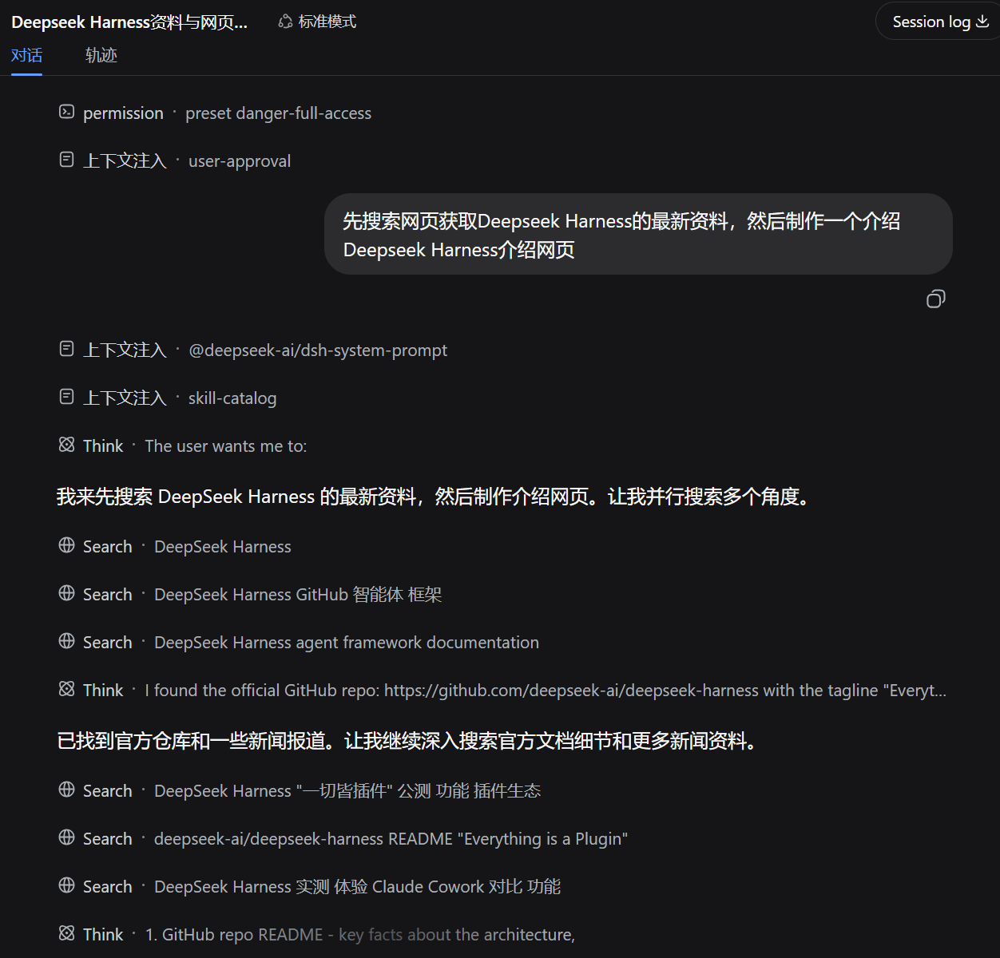 Deepseek Harness资料与网页...
标准模式
Session log
对话
轨迹
permission · preset danger-full-access
上下文注入 · user-approval
先搜索网页获取Deepseek Harness的最新资料，然后制作一个介绍
Deepseek Harness介绍网页
上下文注入 · @deepseek-ai/dsh-system-prompt
上下文注入 · skill-catalog
Think · The user wants me to:
我来先搜索 DeepSeek Harness 的最新资料，然后制作介绍网页。让我并行搜索多个角度。
Search · DeepSeek Harness
Search · DeepSeek Harness GitHub 智能体 框架
Search · DeepSeek Harness agent framework documentation
Think · I found the official GitHub repo: https://github.com/deepseek-ai/deepseek-harness with the tagline "Everyt...
已找到官方仓库和一些新闻报道。让我继续深入搜索官方文档细节和更多新闻资料。
Search · DeepSeek Harness "一切皆插件" 公测 功能 插件生态
Search · deepseek-ai/deepseek-harness README "Everything is a Plugin"
Search · DeepSeek Harness 实测 体验 Claude Cowork 对比 功能
Think · 1. GitHub repo README - key facts about the architecture,